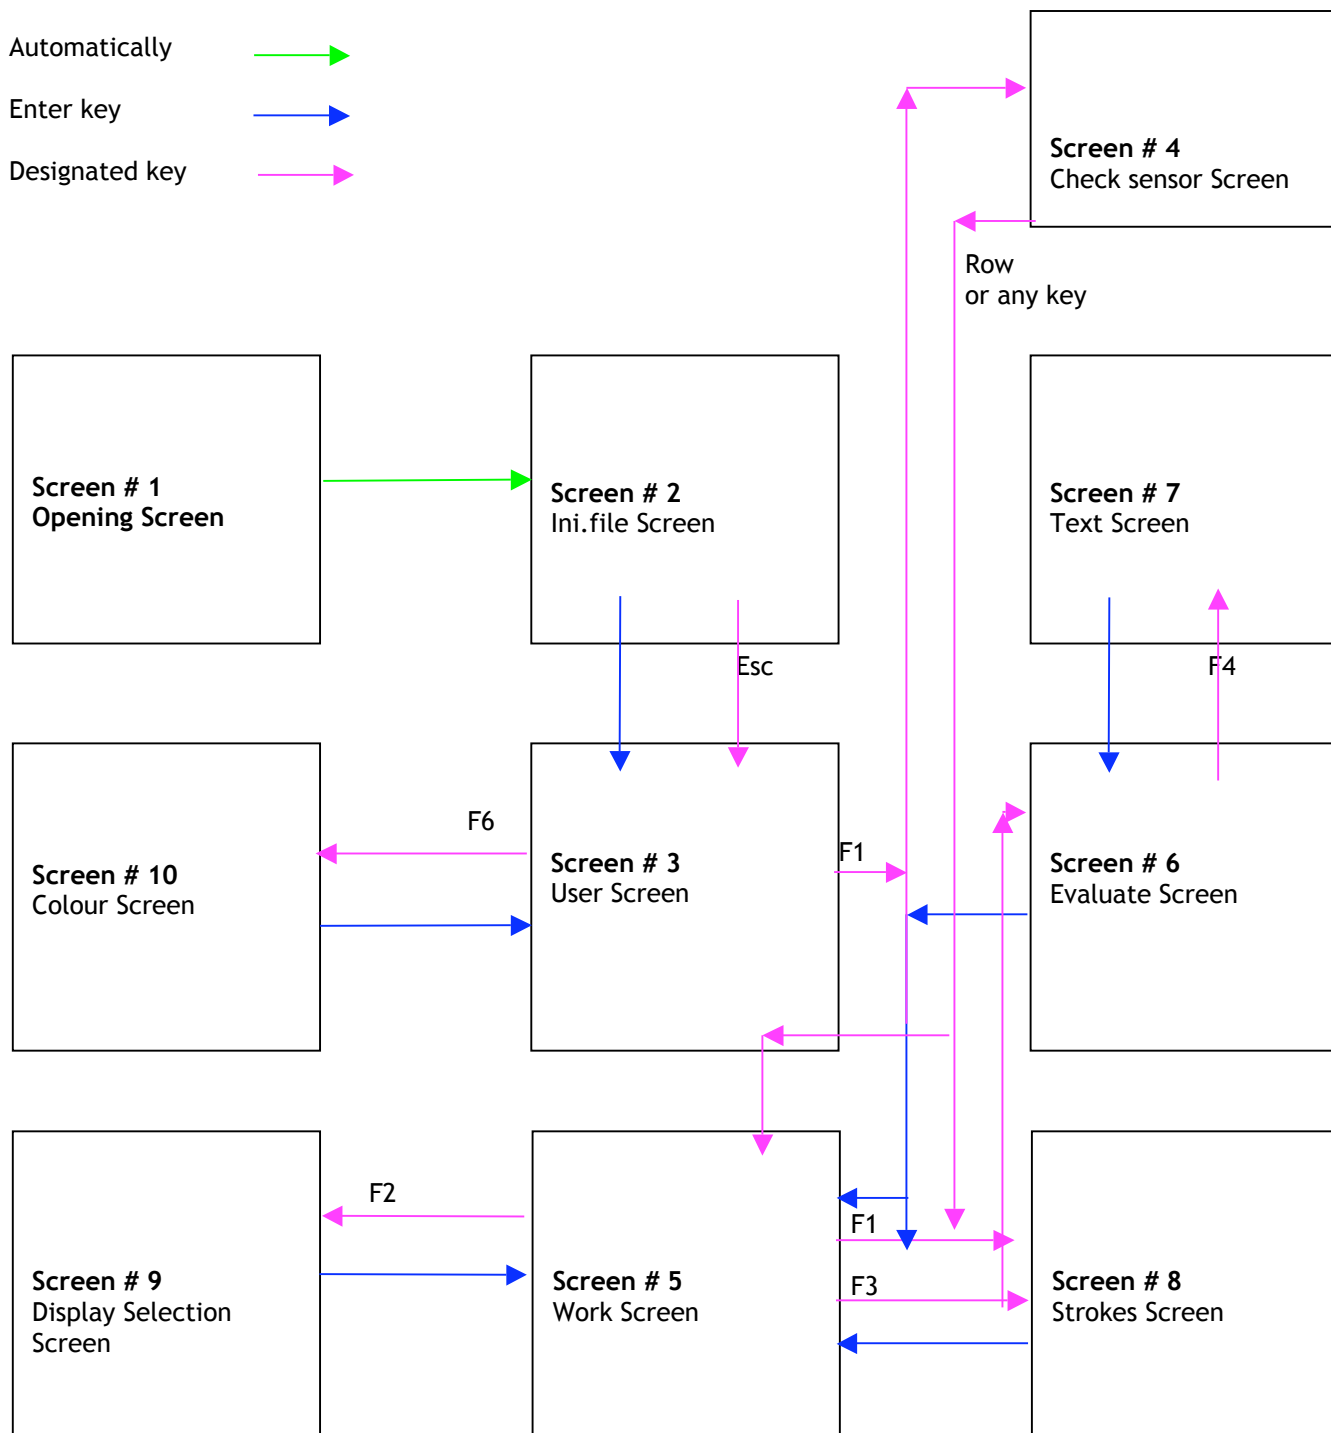 Automatically
Enter key
Designated key
Screen # 4
Check sensor Screen
Row
or any key
Screen # 1
Opening Screen
Screen # 2
Ini.file Screen
Screen # 7
Text Screen
Esc
F4
F6
F1
Screen # 10
Colour Screen
Screen # 3
User Screen
Screen # 6
Evaluate Screen
F2
F1
F3
Screen # 9
Display Selection
Screen
Screen # 5
Work Screen
Screen # 8
Strokes Screen